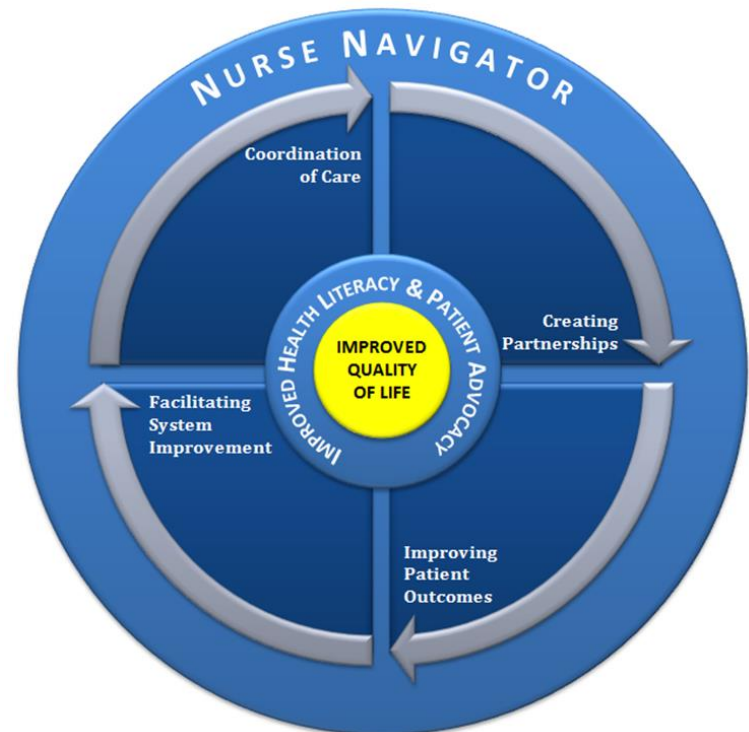 NURSE NAVIGATOR
Coordination
of Care
Creating
Partnerships
IMPROVED HEALTH LITERACY & PATIENT ADVOCACY
IMPROVED
QUALITY
OF LIFE
Facilitating
System
Improvement
Improving
Patient
Outcomes